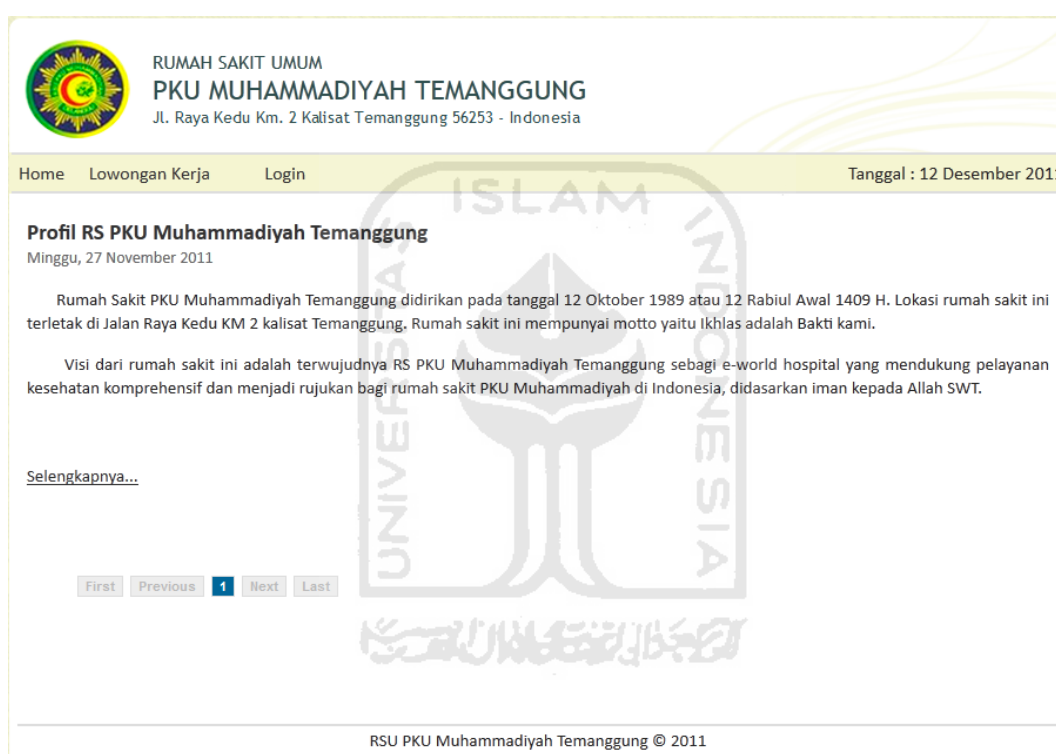 RUMAH SAKIT UMUM
PKU MUHAMMADIYAH TEMANGGUNG
Jl. Raya Kedu Km. 2 Kalisat Temanggung 56253 - Indonesia
Home Lowongan Kerja Login Tanggal : 12 Desember 2011
Profil RS PKU Muhammadiyah Temanggung
Minggu, 27 November 2011
Rumah Sakit PKU Muhammadiyah Temanggung didirikan pada tanggal 12 Oktober 1989 atau 12 Rabiul Awal 1409 H. Lokasi rumah sakit ini
terletak di Jalan Raya Kedu KM 2 kalisat Temanggung. Rumah sakit ini mempunyai motto yaitu Ikhlas adalah Bakti kami.
Visi dari rumah sakit ini adalah terwujudnya RS PKU Muhammadiyah Temanggung sebagi e-world hospital yang mendukung pelayanan
kesehatan komprehensif dan menjadi rujukan bagi rumah sakit PKU Muhammadiyah di Indonesia, didasarkan iman kepada Allah SWT.
Selengkapnya...
First Previous 1 Next Last
RSU PKU Muhammadiyah Temanggung © 2011
UNIVERSITAS
ISLAM
INDONESIA